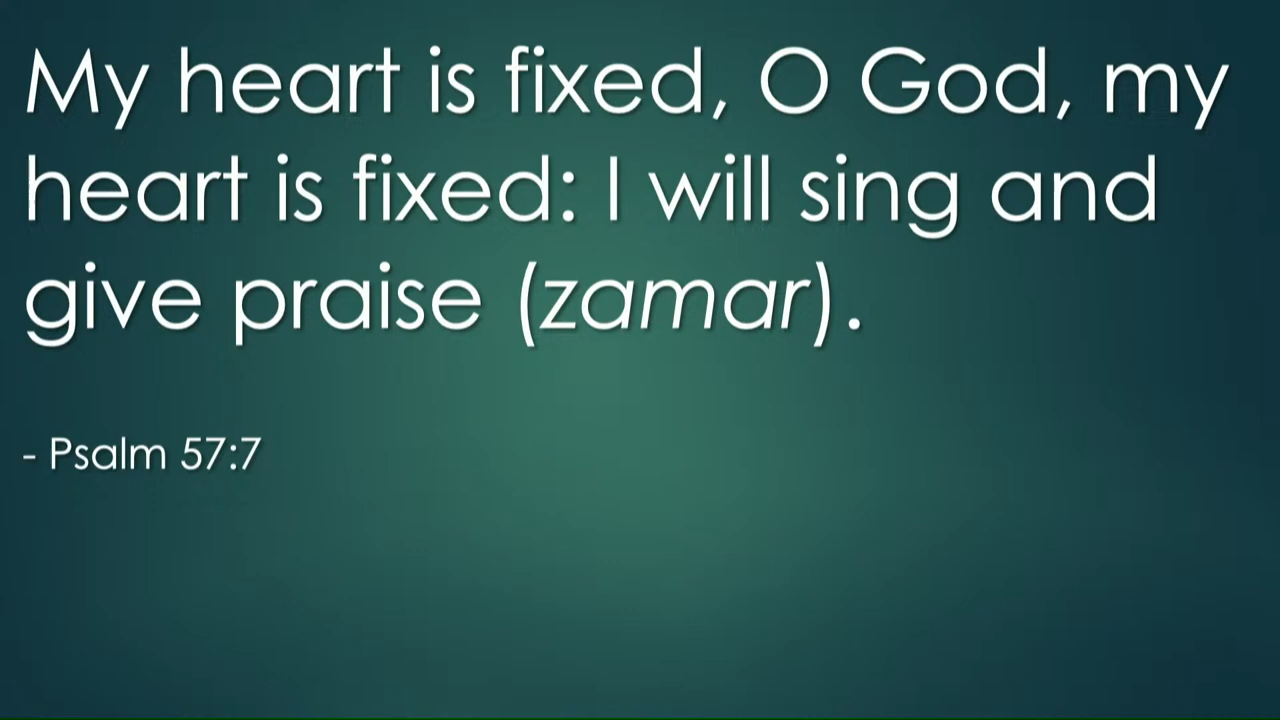 My heart is fixed, O God, my
heart is fixed: I will sing and
give praise (zamar).
- Psalm 57:7